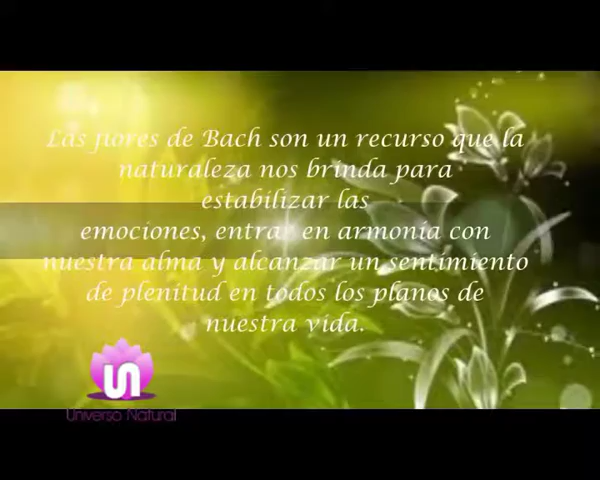 Las flores de Bach son un recurso que la
naturaleza nos brinda para
estabilizar las
emociones, entrar en armonía con
nuestra alma y alcanzar un sentimiento
de plenitud en todos los planos de
nuestra vida.
UN
Universo Natural